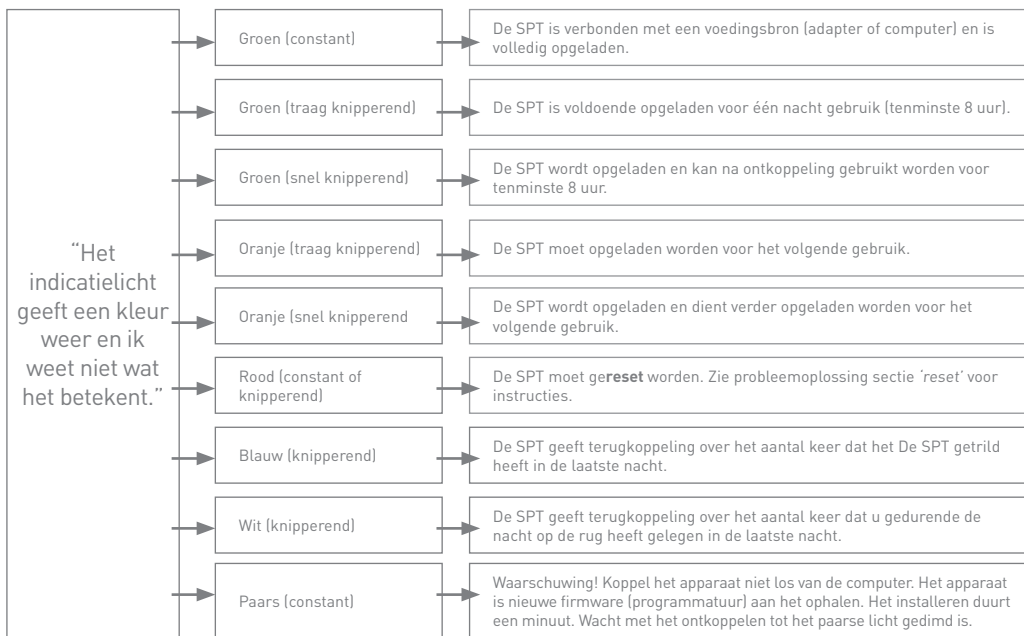 “Het
indicatielicht
geeft een kleur
weer en ik
weet niet wat
het betekent.”
Groen (constant)
De SPT is verbonden met een voedingsbron (adapter of computer) en is
volledig opgeladen.
Groen (traag knipperend)
De SPT is voldoende opgeladen voor één nacht gebruik (tenminste 8 uur).
Groen (snel knipperend)
De SPT wordt opgeladen en kan na ontkoppeling gebruikt worden voor
tenminste 8 uur.
Oranje (traag knipperend)
De SPT moet opgeladen worden voor het volgende gebruik.
Oranje (snel knipperend
De SPT wordt opgeladen en dient verder opgeladen worden voor het
volgende gebruik.
Rood (constant of
knipperend)
De SPT moet gereset worden. Zie probleemoplossing sectie ‘reset’ voor
instructies.
Blauw (knipperend)
De SPT geeft terugkoppeling over het aantal keer dat het De SPT getrild
heeft in de laatste nacht.
Wit (knipperend)
De SPT geeft terugkoppeling over het aantal keer dat u gedurende de
nacht op de rug heeft gelegen in de laatste nacht.
Paars (constant)
Waarschuwing! Koppel het apparaat niet los van de computer. Het apparaat
is nieuwe firmware (programmatuur) aan het ophalen. Het installeren duurt
een minuut. Wacht met het ontkoppelen tot het paarse licht gedimd is.